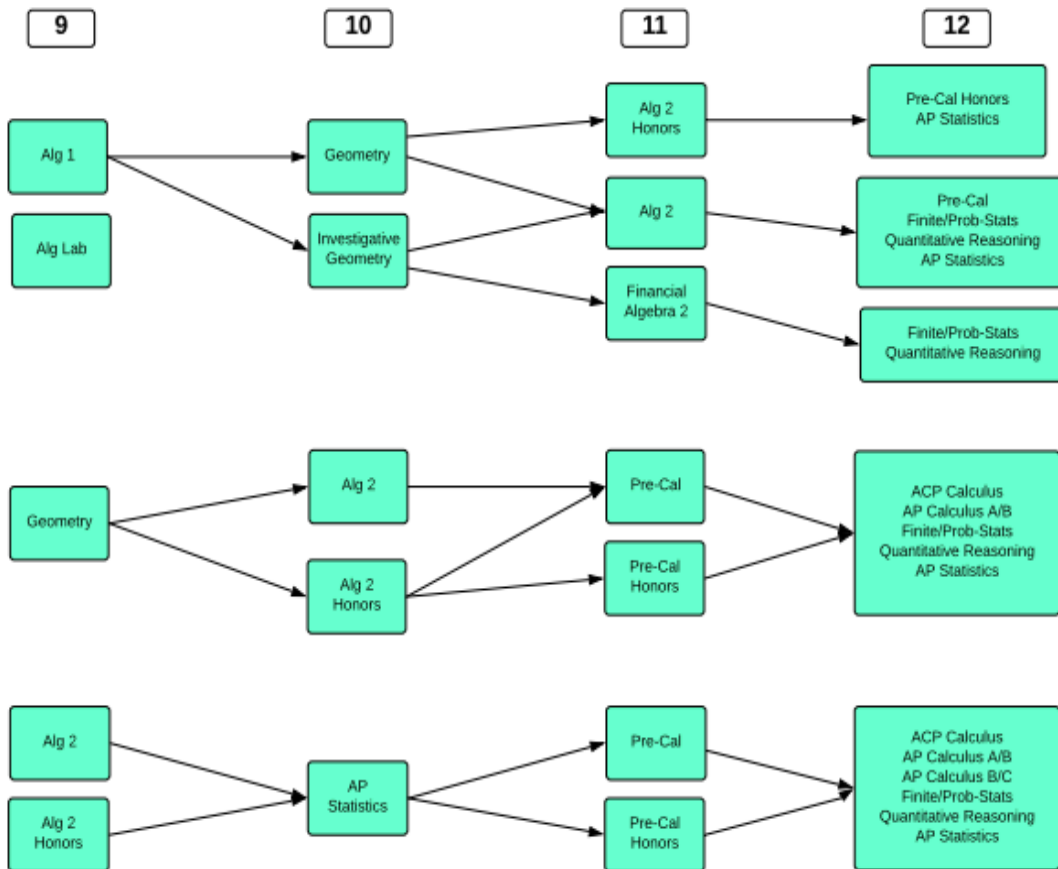 9
10
11
12
Alg 1
Alg Lab
Geometry
Investigative
Geometry
Alg 2
Honors
Alg 2
Financial
Algebra 2
Pre-Cal Honors
AP Statistics
Pre-Cal
Finite/Prob-Stats
Quantitative Reasoning
AP Statistics
Finite/Prob-Stats
Quantitative Reasoning
Geometry
Alg 2
Alg 2
Honors
Pre-Cal
Pre-Cal
Honors
ACP Calculus
AP Calculus A/B
Finite/Prob-Stats
Quantitative Reasoning
AP Statistics
Alg 2
Alg 2
Honors
AP
Statistics
Pre-Cal
Pre-Cal
Honors
ACP Calculus
AP Calculus A/B
AP Calculus B/C
Finite/Prob-Stats
Quantitative Reasoning
AP Statistics